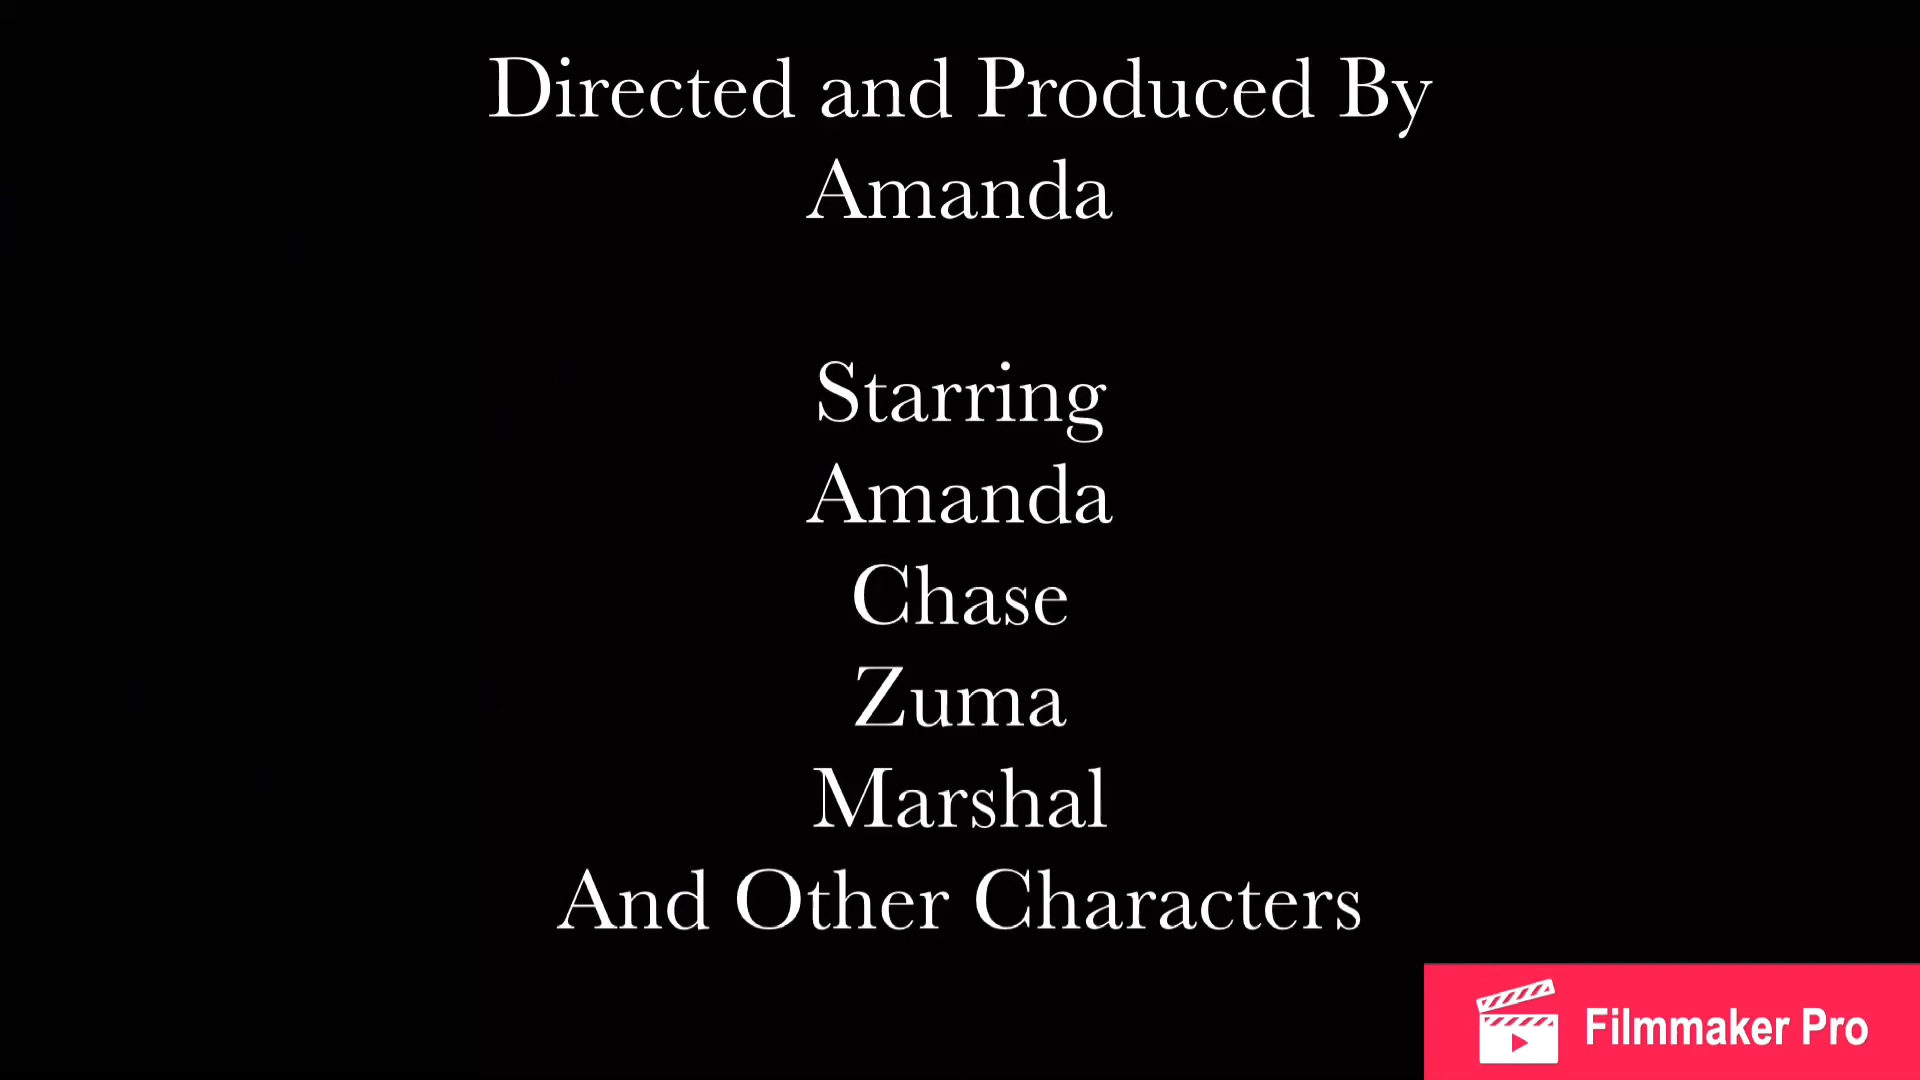 Directed and Produced By
Amanda
Starring
Amanda
Chase
Zuma
Marshal
And Other Characters
Filmmaker Pro